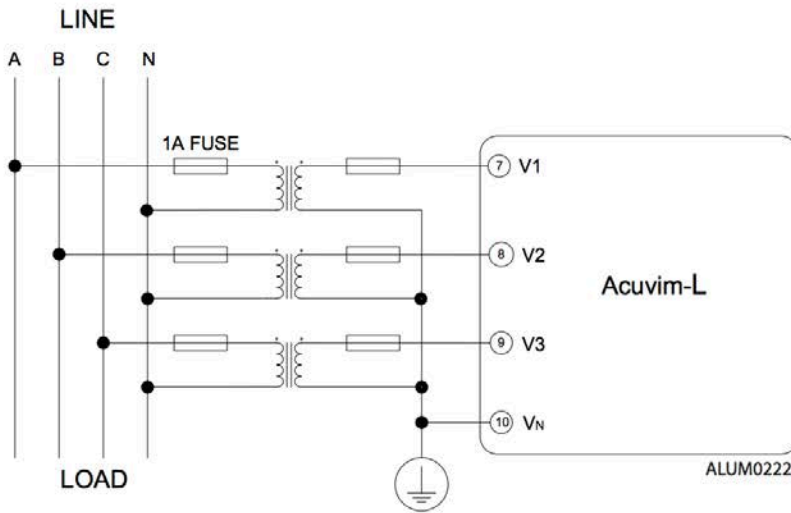 LINE
A B C N
1A FUSE
7 V1
8 V2
Acuvim-L
9 V3
10 VN
ALUM0222
LOAD